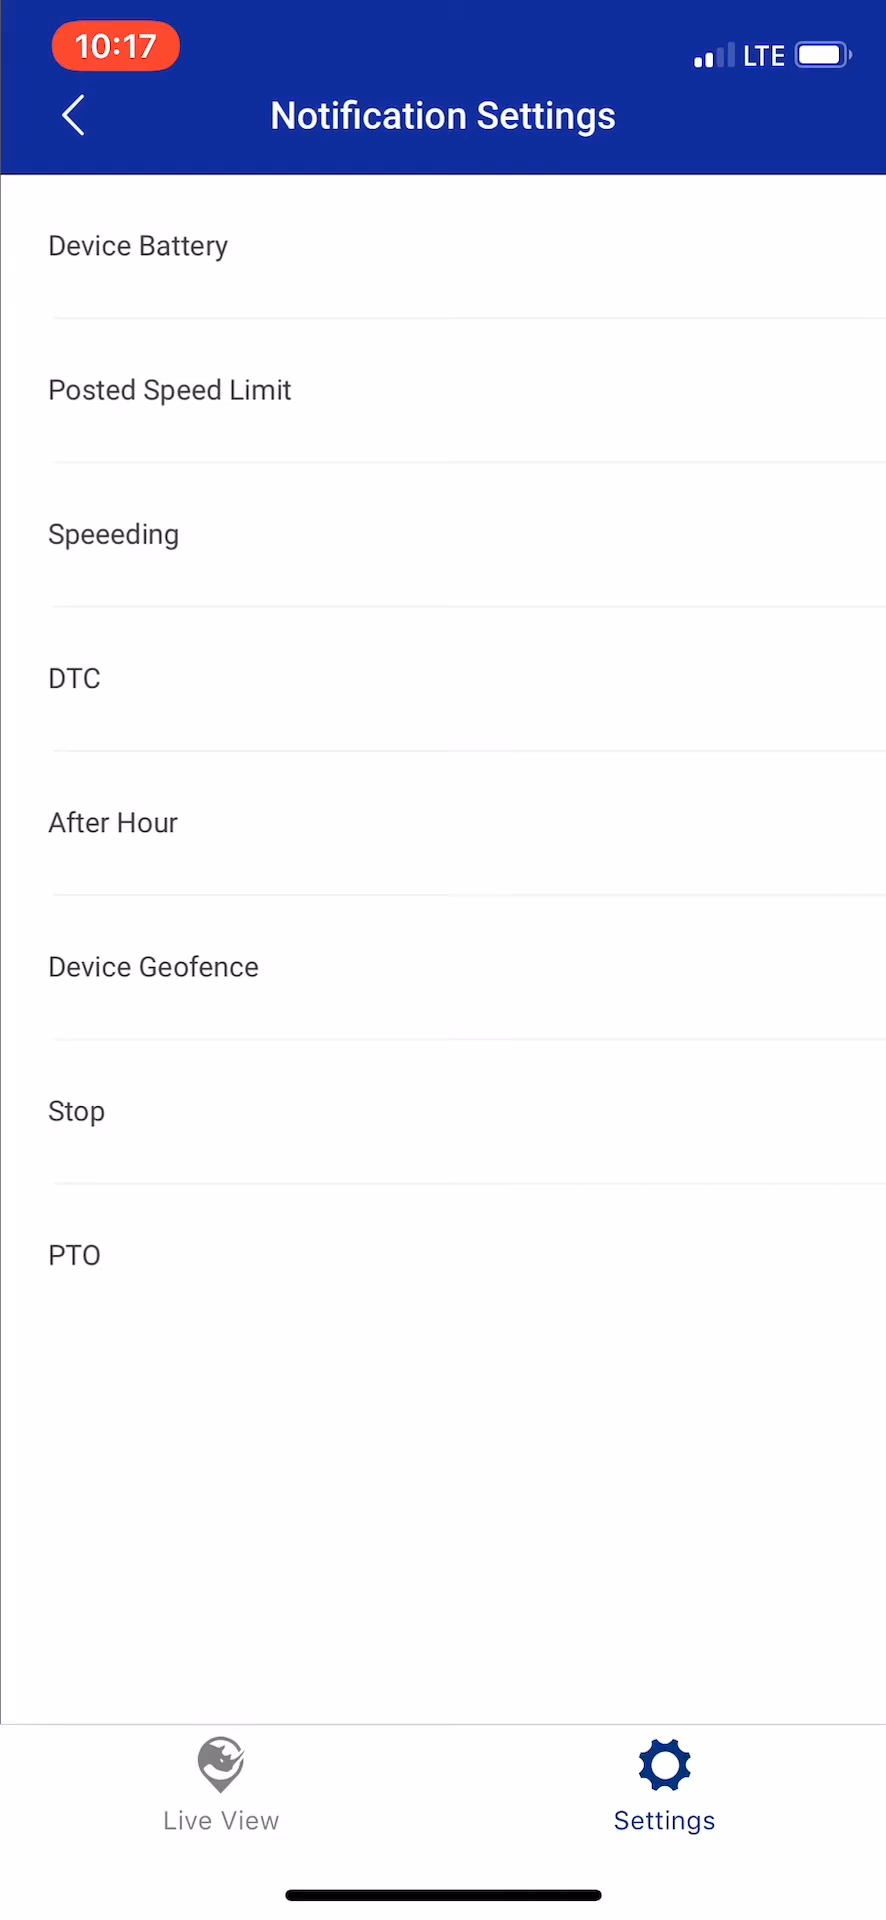 10:17
LTE
Notification Settings
Device Battery
Posted Speed Limit
Speeeding
DTC
After Hour
Device Geofence
Stop
PTO
Live View
Settings